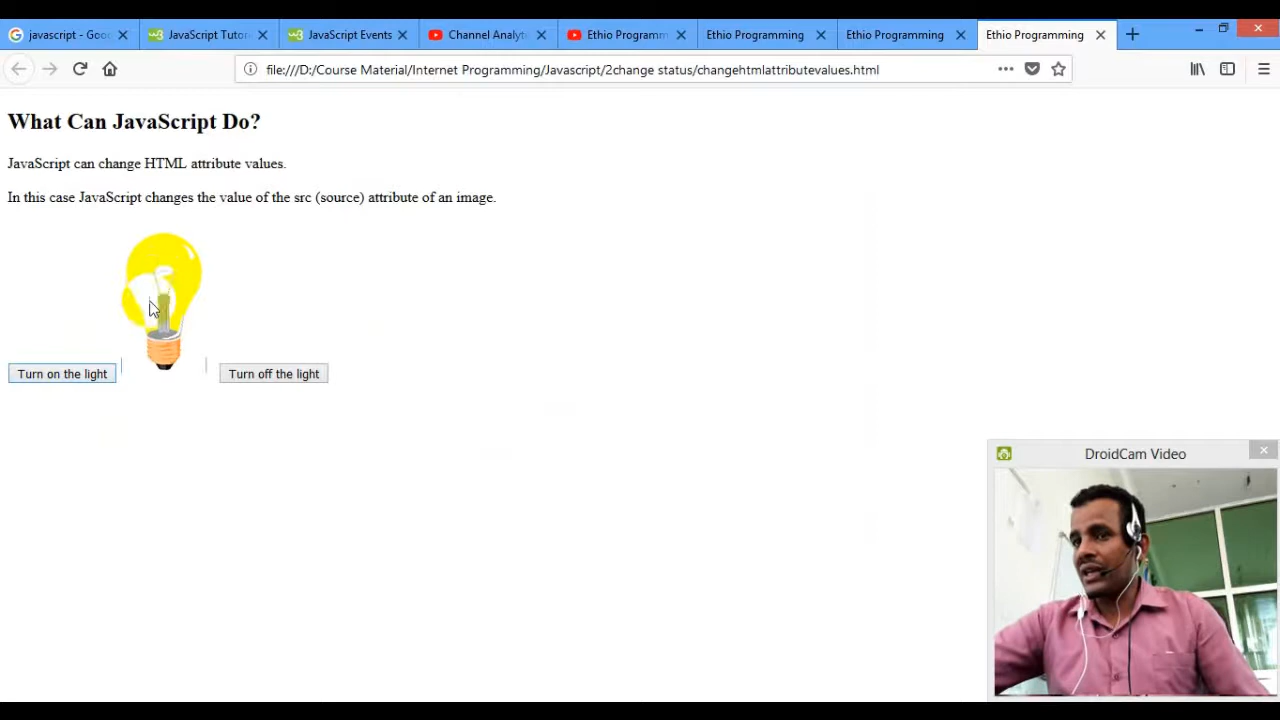 javascript - Goo
JavaScript Tutor
JavaScript Events
Channel Analyti
Ethio Programm
Ethio Programming
Ethio Programming
Ethio Programming
file:///D:/Course Material/Internet Programming/Javascript/2change status/changehtmlattributevalues.html
What Can JavaScript Do?
JavaScript can change HTML attribute values.
In this case JavaScript changes the value of the src (source) attribute of an image.
Turn on the light
Turn off the light
DroidCam Video